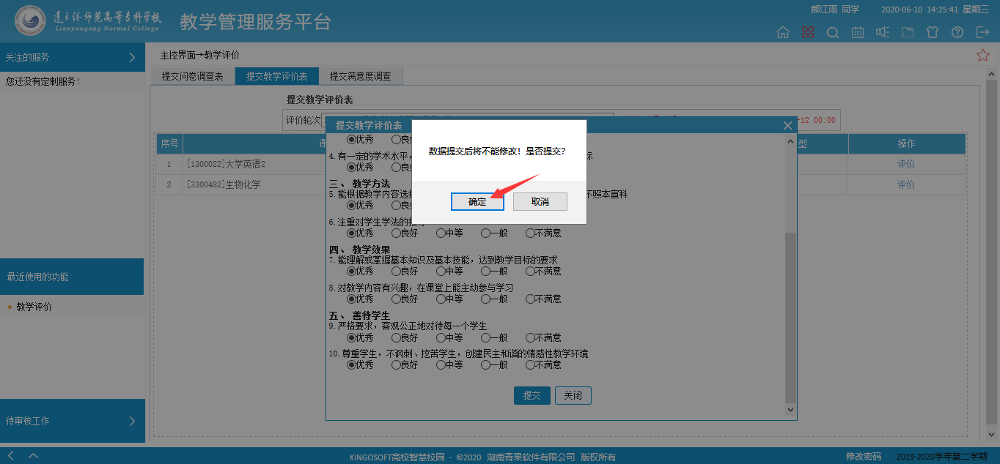 连云港师范高等专科学校
Lianyungang Normal College
教学管理服务平台
郝江雨 同学 2020-06-10 14:25:41 星期三
关注的服务
您还没有定制服务！
主控界面→教学评价
提交问卷调查表 提交教学评价表 提交满意度调查
提交教学评价表
评价轮次
-12 00:00
序号 课 型 操作
1 [1300022]大学英语2 评价
2 [3300482]生物化学 评价
提交教学评价表
优秀
4. 有一定的学术水平，
优秀
三、 教学方法
5. 能根据教学内容选 不照本宣科
优秀
6. 注重对学生学法的指
优秀 良好 中等 一般 不满意
四、 教学效果
7. 能理解或掌握基本知识及基本技能，达到教学目标的要求
优秀 良好 中等 一般 不满意
8. 对教学内容有兴趣，在课堂上能主动参与学习
优秀 良好 中等 一般 不满意
五、 善待学生
9. 严格要求，客观公正地对待每一个学生
优秀 良好 中等 一般 不满意
10. 尊重学生，不讽刺、挖苦学生，创建民主和谐的情感性教学环境
优秀 良好 中等 一般 不满意
提交 关闭
数据提交后将不能修改！是否提交？
确定 取消
最近使用的功能
教学评价
待审核工作
KINGOSOFT高校智慧校园 - ©2020 湖南青果软件有限公司 版权所有
修改密码 2019-2020学年第二学期